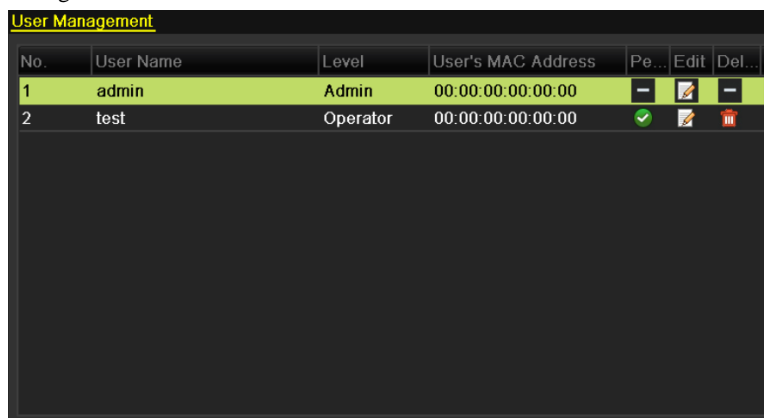 User Management
No. User Name Level User's MAC Address Pe... Edit Del...
1 admin Admin 00:00:00:00:00:00
2 test Operator 00:00:00:00:00:00